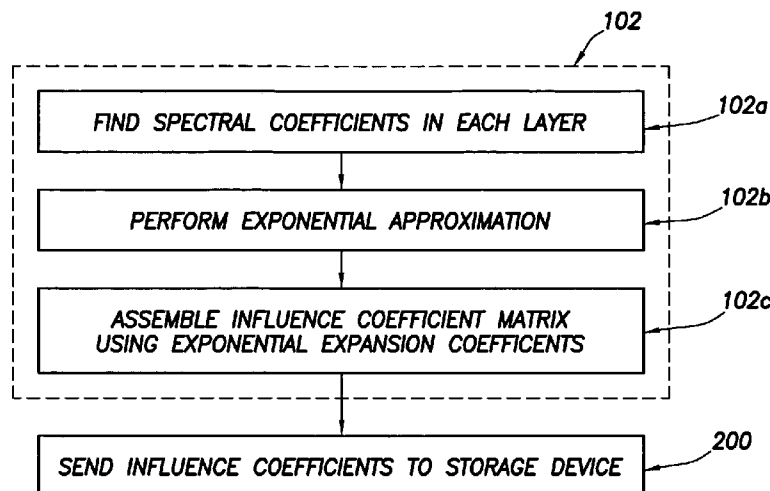 102
FIND SPECTRAL COEFFICIENTS IN EACH LAYER
102a
PERFORM EXPONENTIAL APPROXIMATION
102b
ASSEMBLE INFLUENCE COEFFICIENT MATRIX
USING EXPONENTIAL EXPANSION COEFFICENTS
102c
SEND INFLUENCE COEFFICIENTS TO STORAGE DEVICE
200